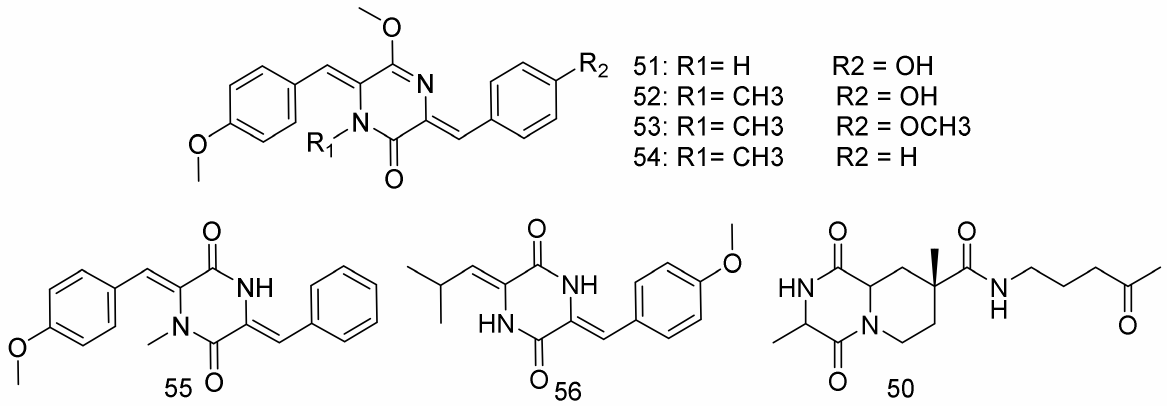 O
O
N
N
R1
O
R2
51: R1= H R2 = OH
52: R1= CH3 R2 = OH
53: R1= CH3 R2 = OCH3
54: R1= CH3 R2 = H
O
NH
N
O
O
55
O
NH
HN
O
O
56
O
HN
N
O
O
N
H
O
50